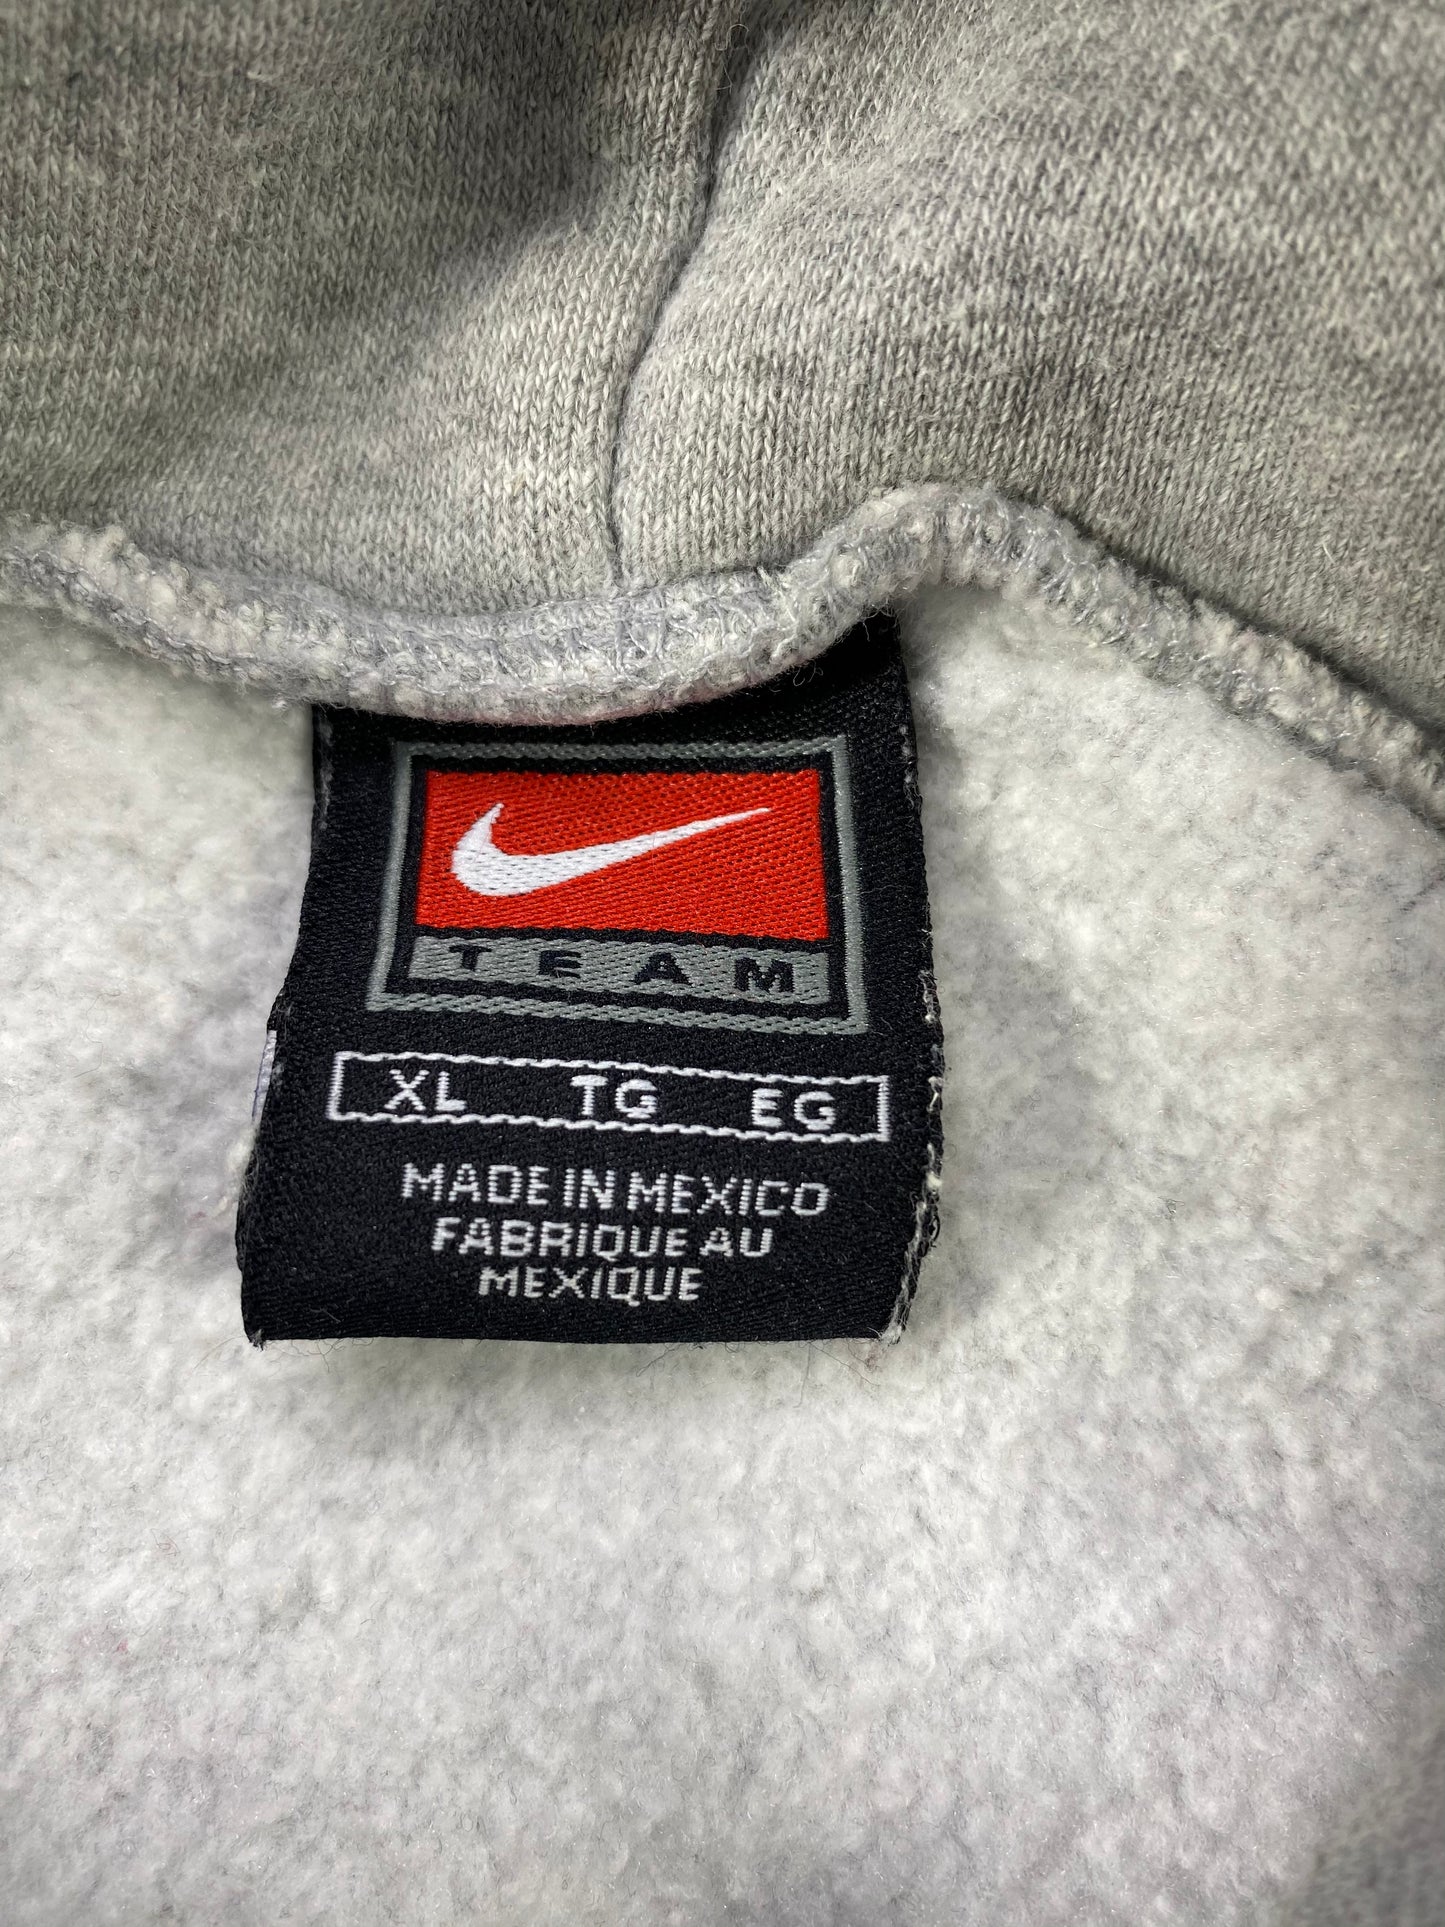 TEAM
XL TG EG
MADE IN MEXICO
FABRIQUE AU
MEXIQUE